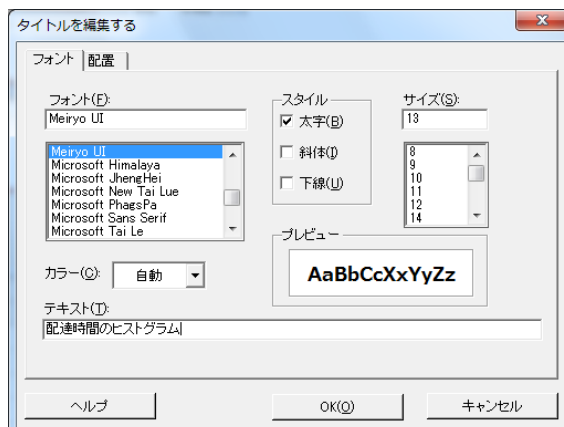 タイトルを編集する
フォント 配置
フォント(F):
Meiryo UI
Meiryo UI
Microsoft Himalaya
Microsoft JhengHei
Microsoft New Tai Lue
Microsoft PhagsPa
Microsoft Sans Serif
Microsoft Tai Le
スタイル
太字(B)
斜体(I)
下線(U)
サイズ(S):
13
8
9
10
11
12
14
カラー(C): 自動
プレビュー
AaBbCcXxYyZz
テキスト(T):
配達時間のヒストグラム
ヘルプ OK(O) キャンセル